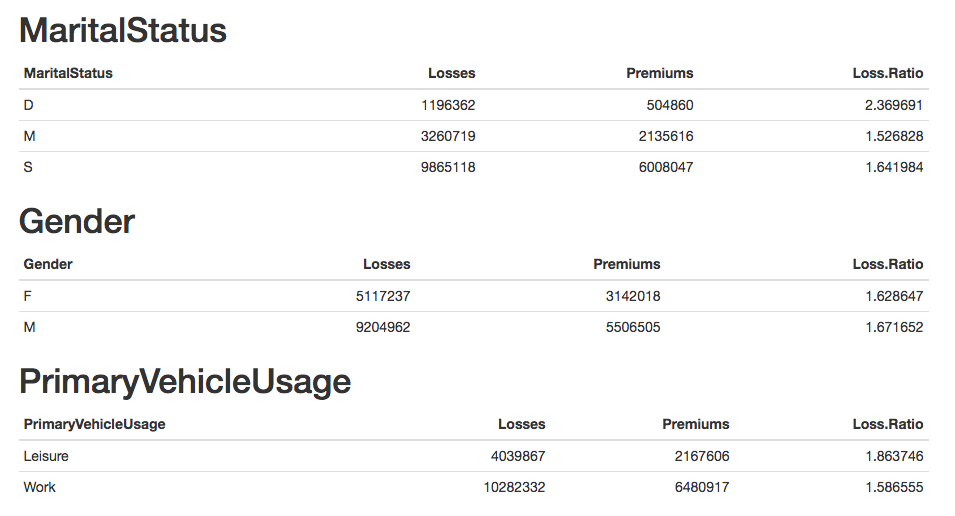 MaritalStatus
MaritalStatus Losses Premiums Loss.Ratio
D 1196362 504860 2.369691
M 3260719 2135616 1.526828
S 9865118 6008047 1.641984
Gender
Gender Losses Premiums Loss.Ratio
F 5117237 3142018 1.628647
M 9204962 5506505 1.671652
PrimaryVehicleUsage
PrimaryVehicleUsage Losses Premiums Loss.Ratio
Leisure 4039867 2167606 1.863746
Work 10282332 6480917 1.586555